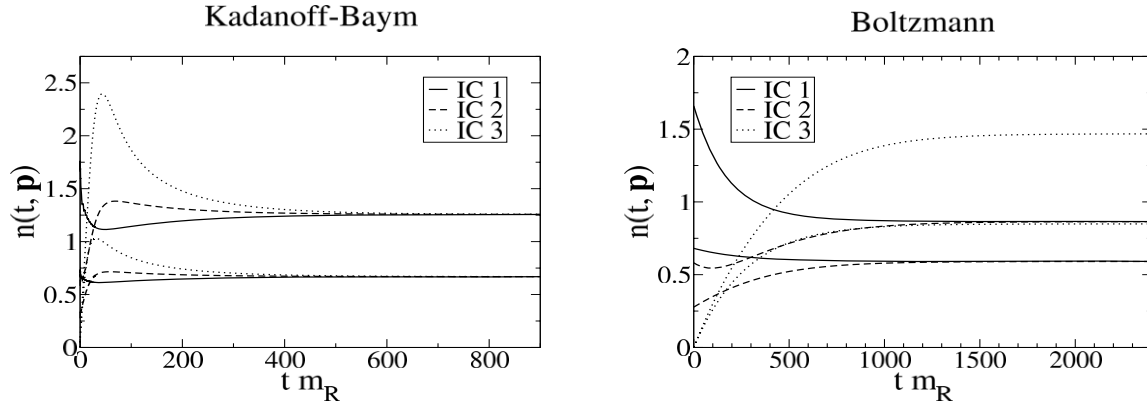 Kadanoff-Baym
2.5
2
1.5
1
0.5
0
n(t, p)
IC 1
IC 2
IC 3
0 200 400 600 800
t m_R
Boltzmann
2
1.5
1
0.5
0
n(t, p)
IC 1
IC 2
IC 3
0 500 1000 1500 2000
t m_R